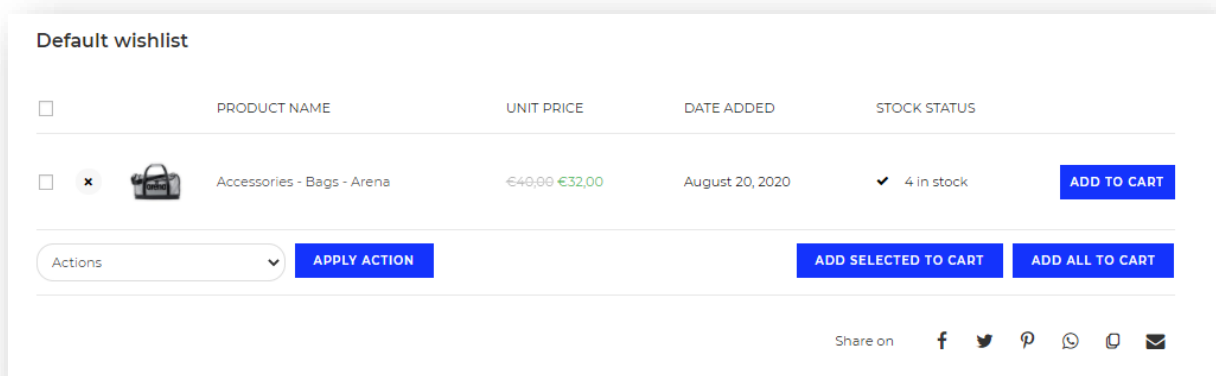 Default wishlist
PRODUCT NAME UNIT PRICE DATE ADDED STOCK STATUS
arena
Accessories - Bags - Arena €40,00 €32,00 August 20, 2020 4 in stock ADD TO CART
Actions APPLY ACTION ADD SELECTED TO CART ADD ALL TO CART
Share on